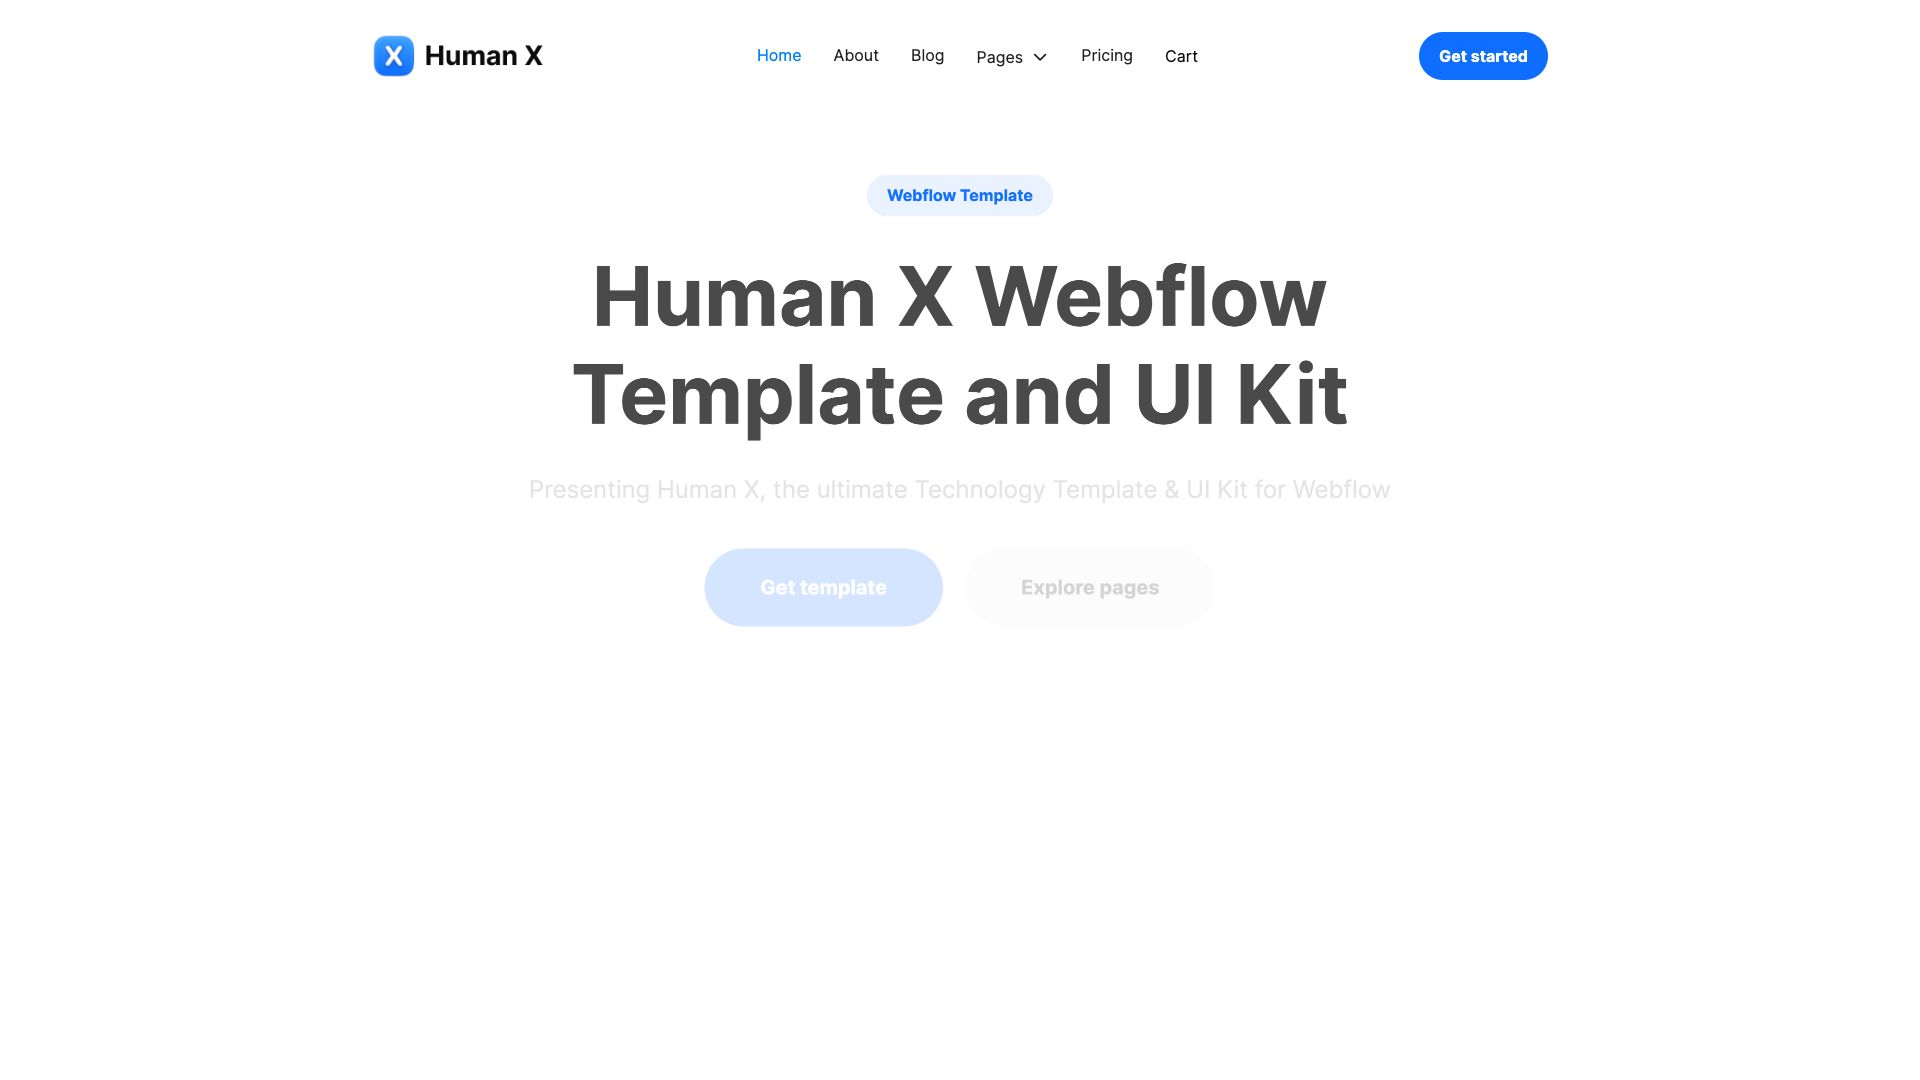 X Human X
Home About Blog Pages Pricing Cart
Get started
Webflow Template
Human X Webflow
Template and UI Kit
Presenting Human X, the ultimate Technology Template & UI Kit for Webflow
Get template Explore pages